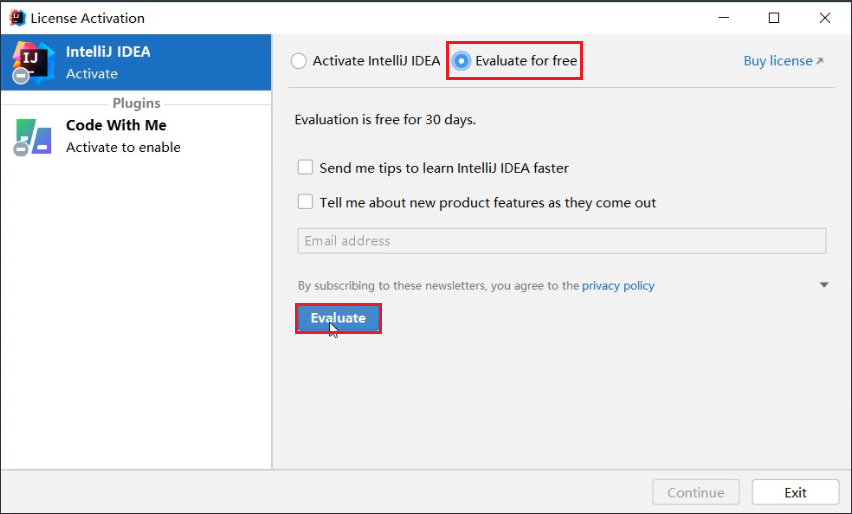 License Activation
IntelliJ IDEA
Activate
Plugins
Code With Me
Activate to enable
Activate IntelliJ IDEA
Evaluate for free
Buy license
Evaluation is free for 30 days.
Send me tips to learn IntelliJ IDEA faster
Tell me about new product features as they come out
Email address
By subscribing to these newsletters, you agree to the privacy policy
Evaluate
Continue
Exit